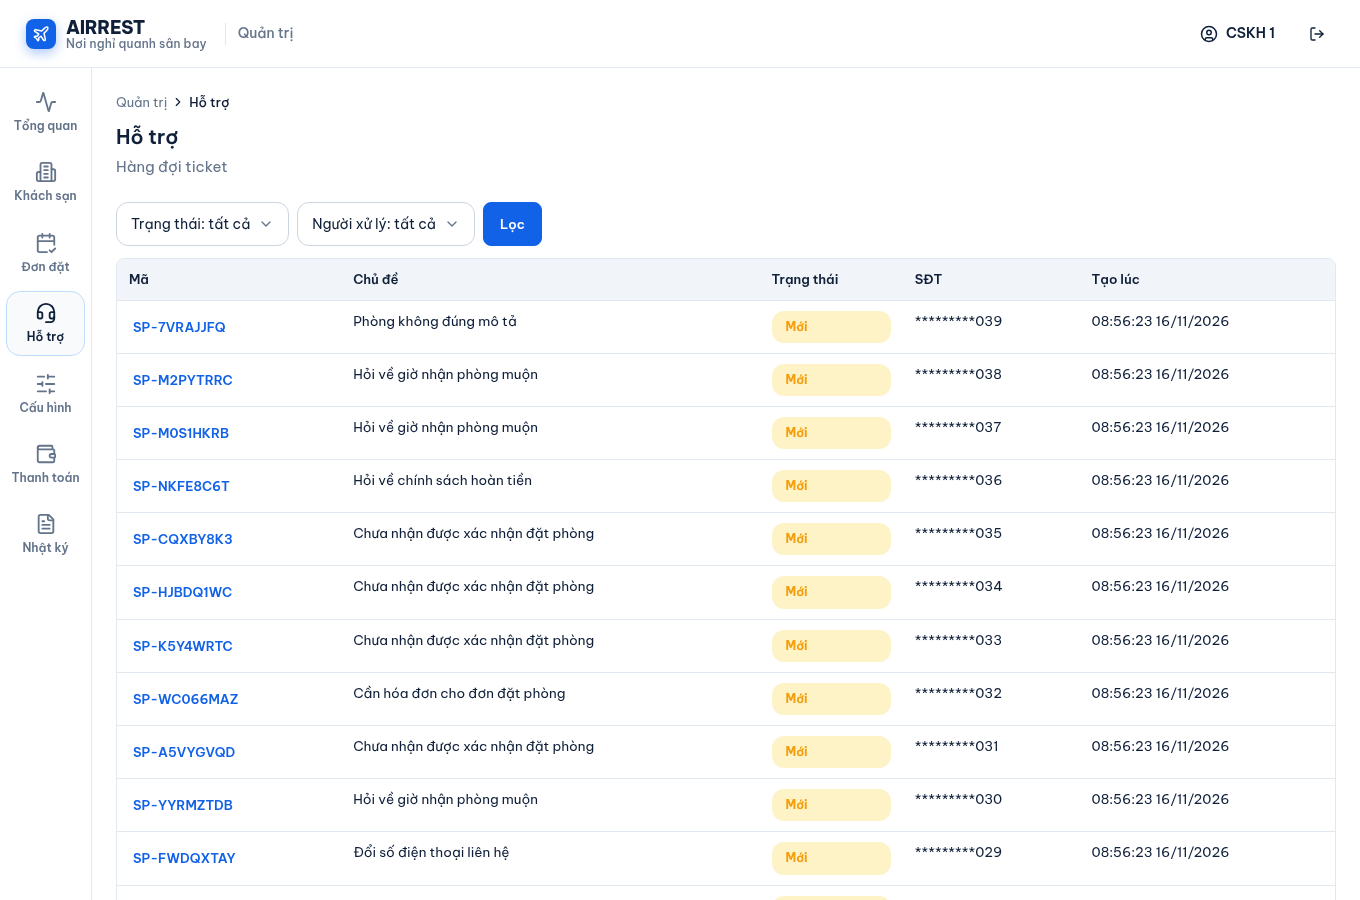 AIRREST
Nơi nghỉ quanh sân bay
Quản trị
CSKH 1
Tổng quan
Khách sạn
Đơn đặt
Hỗ trợ
Cấu hình
Thanh toán
Nhật ký
Quản trị > Hỗ trợ
Hỗ trợ
Hàng đợi ticket
Trạng thái: tất cả
Người xử lý: tất cả
Lọc
Mã Chủ đề Trạng thái SĐT Tạo lúc
SP-7VRAJJFQ Phòng không đúng mô tả Mới *********039 08:56:23 16/11/2026
SP-M2PYTRRC Hỏi về giờ nhận phòng muộn Mới *********038 08:56:23 16/11/2026
SP-M0S1HKRB Hỏi về giờ nhận phòng muộn Mới *********037 08:56:23 16/11/2026
SP-NKFE8C6T Hỏi về chính sách hoàn tiền Mới *********036 08:56:23 16/11/2026
SP-CQXBY8K3 Chưa nhận được xác nhận đặt phòng Mới *********035 08:56:23 16/11/2026
SP-HJBDQ1WC Chưa nhận được xác nhận đặt phòng Mới *********034 08:56:23 16/11/2026
SP-K5Y4WRTC Chưa nhận được xác nhận đặt phòng Mới *********033 08:56:23 16/11/2026
SP-WC066MAZ Cần hóa đơn cho đơn đặt phòng Mới *********032 08:56:23 16/11/2026
SP-A5VYGVQD Chưa nhận được xác nhận đặt phòng Mới *********031 08:56:23 16/11/2026
SP-YYRMZTDB Hỏi về giờ nhận phòng muộn Mới *********030 08:56:23 16/11/2026
SP-FWDQXTAY Đổi số điện thoại liên hệ Mới *********029 08:56:23 16/11/2026